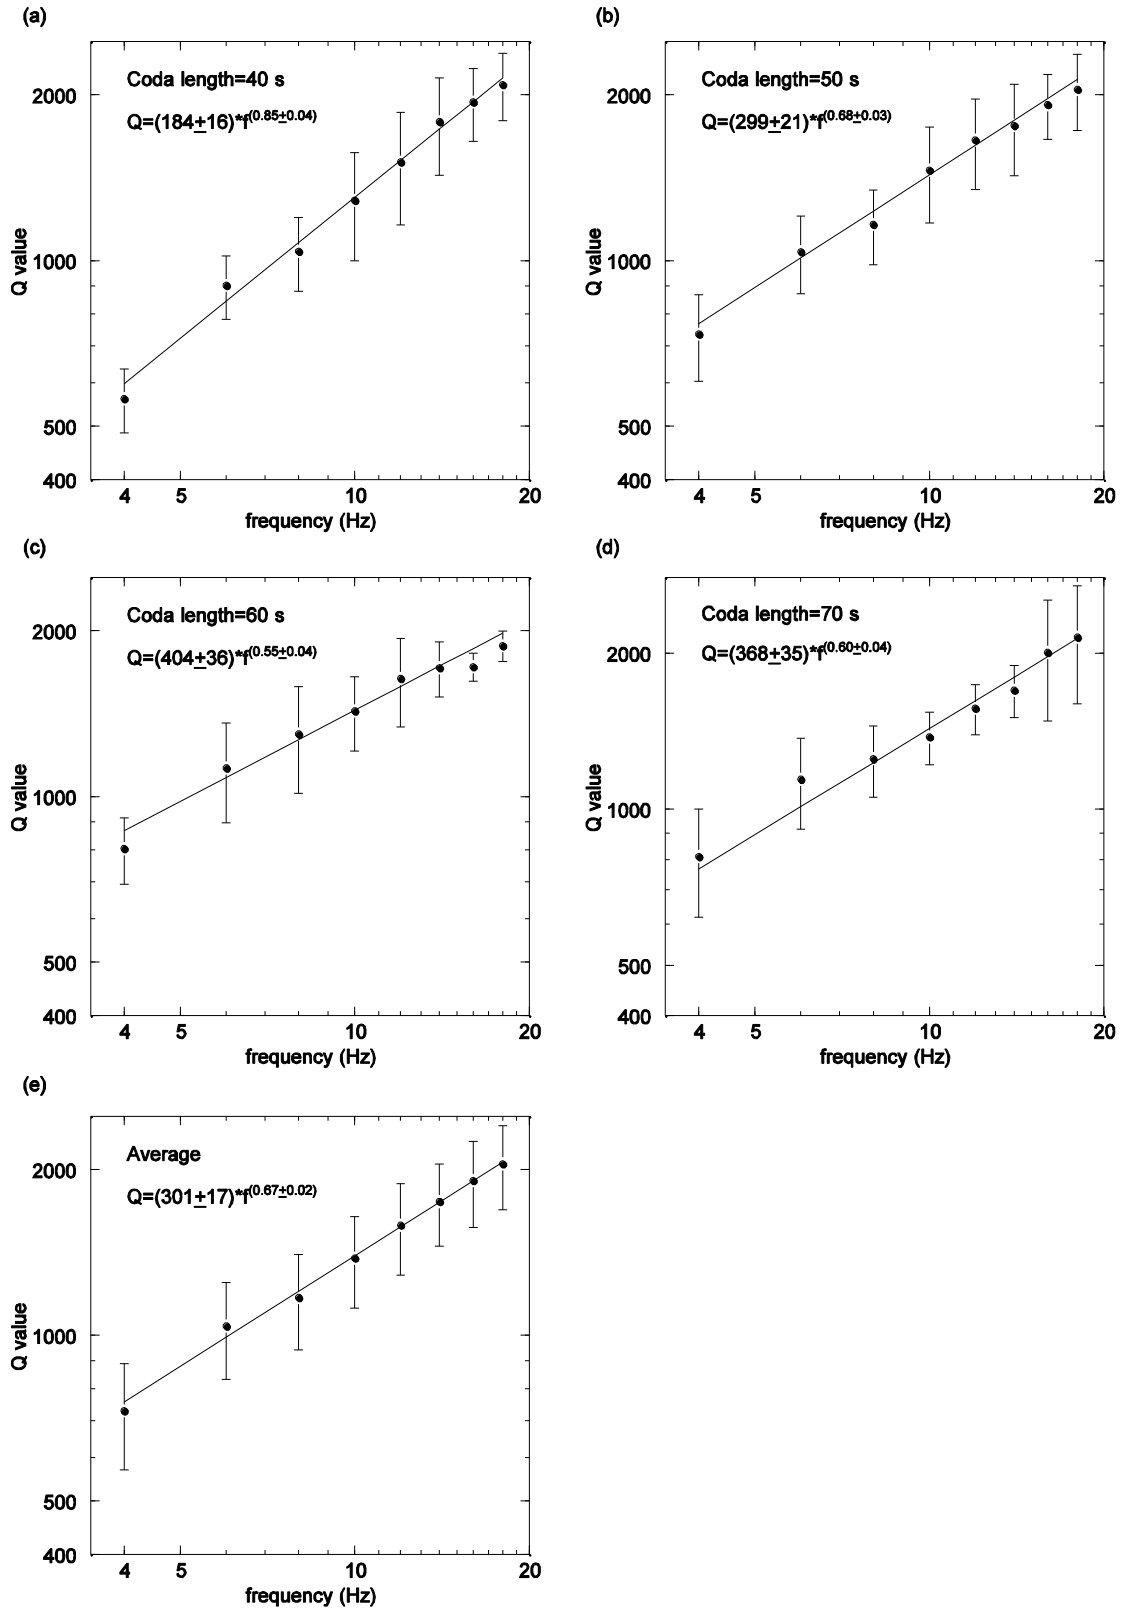 (a)
Coda length=40 s
Q=(184±16)*f^(0.85±0.04)
2000
1000
500
400
Q value
4 5 10 20
frequency (Hz)
(b)
Coda length=50 s
Q=(299±21)*f^(0.68±0.03)
2000
1000
500
400
Q value
4 5 10 20
frequency (Hz)
(c)
Coda length=60 s
Q=(404±36)*f^(0.55±0.04)
2000
1000
500
400
Q value
4 5 10 20
frequency (Hz)
(d)
Coda length=70 s
Q=(368±35)*f^(0.60±0.04)
2000
1000
500
400
Q value
4 5 10 20
frequency (Hz)
(e)
Average
Q=(301±17)*f^(0.67±0.02)
2000
1000
500
400
Q value
4 5 10 20
frequency (Hz)